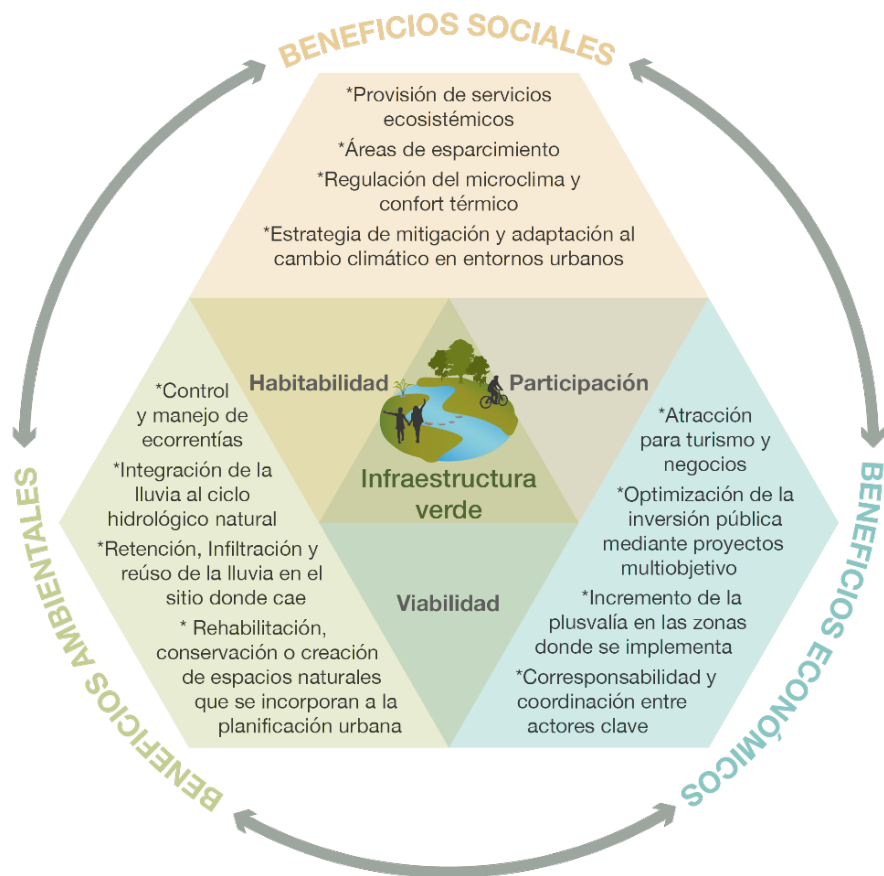 BENEFICIOS SOCIALES
*Provisión de servicios
ecosistémicos
*Áreas de esparcimiento
*Regulación del microclima y
confort térmico
*Estrategia de mitigación y adaptación al
cambio climático en entornos urbanos
Habitabilidad
Participación
Infraestructura
verde
Viabilidad
BENEFICIOS AMBIENTALES
*Control
y manejo de
ecorrentías
*Integración de la
lluvia al ciclo
hidrológico natural
*Retención, Infiltración y
reúso de la lluvia en el
sitio donde cae
* Rehabilitación,
conservación o creación
de espacios naturales
que se incorporan a la
planificación urbana
BENEFICIOS ECONÓMICOS
*Atracción
para turismo y
negocios
*Optimización de la
inversión pública
mediante proyectos
multiobjetivo
*Incremento de la
plusvalía en las zonas
donde se implementa
*Corresponsabilidad y
coordinación entre
actores clave